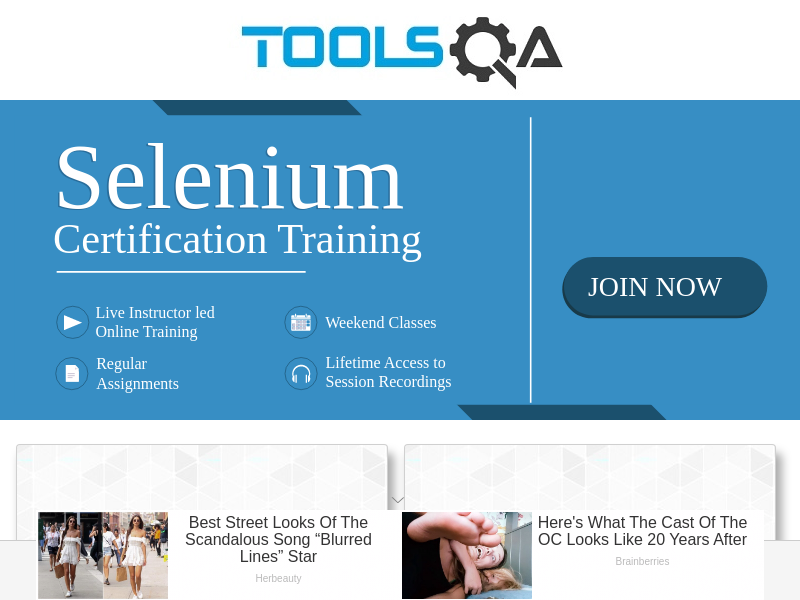 TOOLSQA
Selenium
Certification Training
JOIN NOW
Live Instructor led
Online Training
Weekend Classes
Regular
Assignments
Lifetime Access to
Session Recordings
Best Street Looks Of The
Scandalous Song “Blurred
Lines” Star
Herbeauty
Here's What The Cast Of The
OC Looks Like 20 Years After
Brainberries